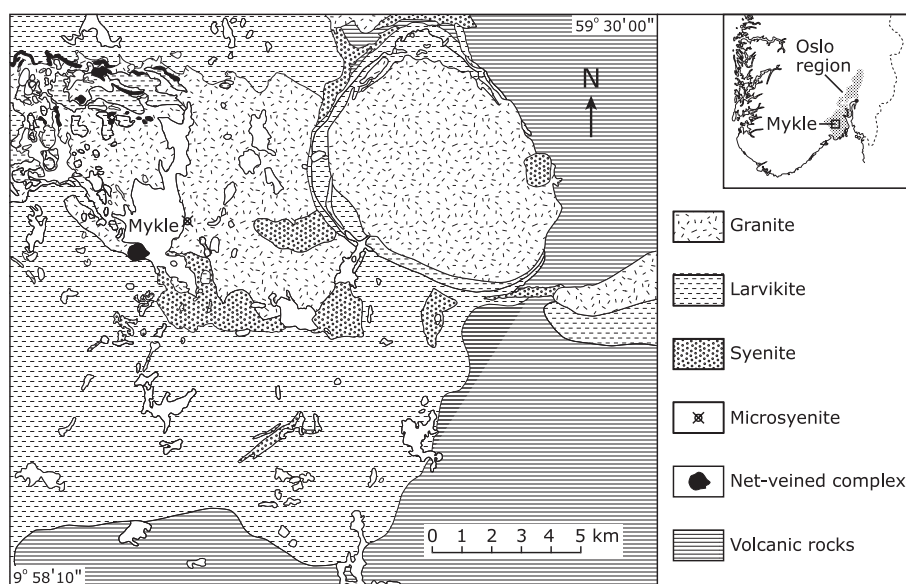 59° 30' 00"
N
Mykle
0 1 2 3 4 5 km
9° 58' 10"
Oslo
region
Mykle
Granite
Larvikite
Syenite
Microsyenite
Net-veined complex
Volcanic rocks